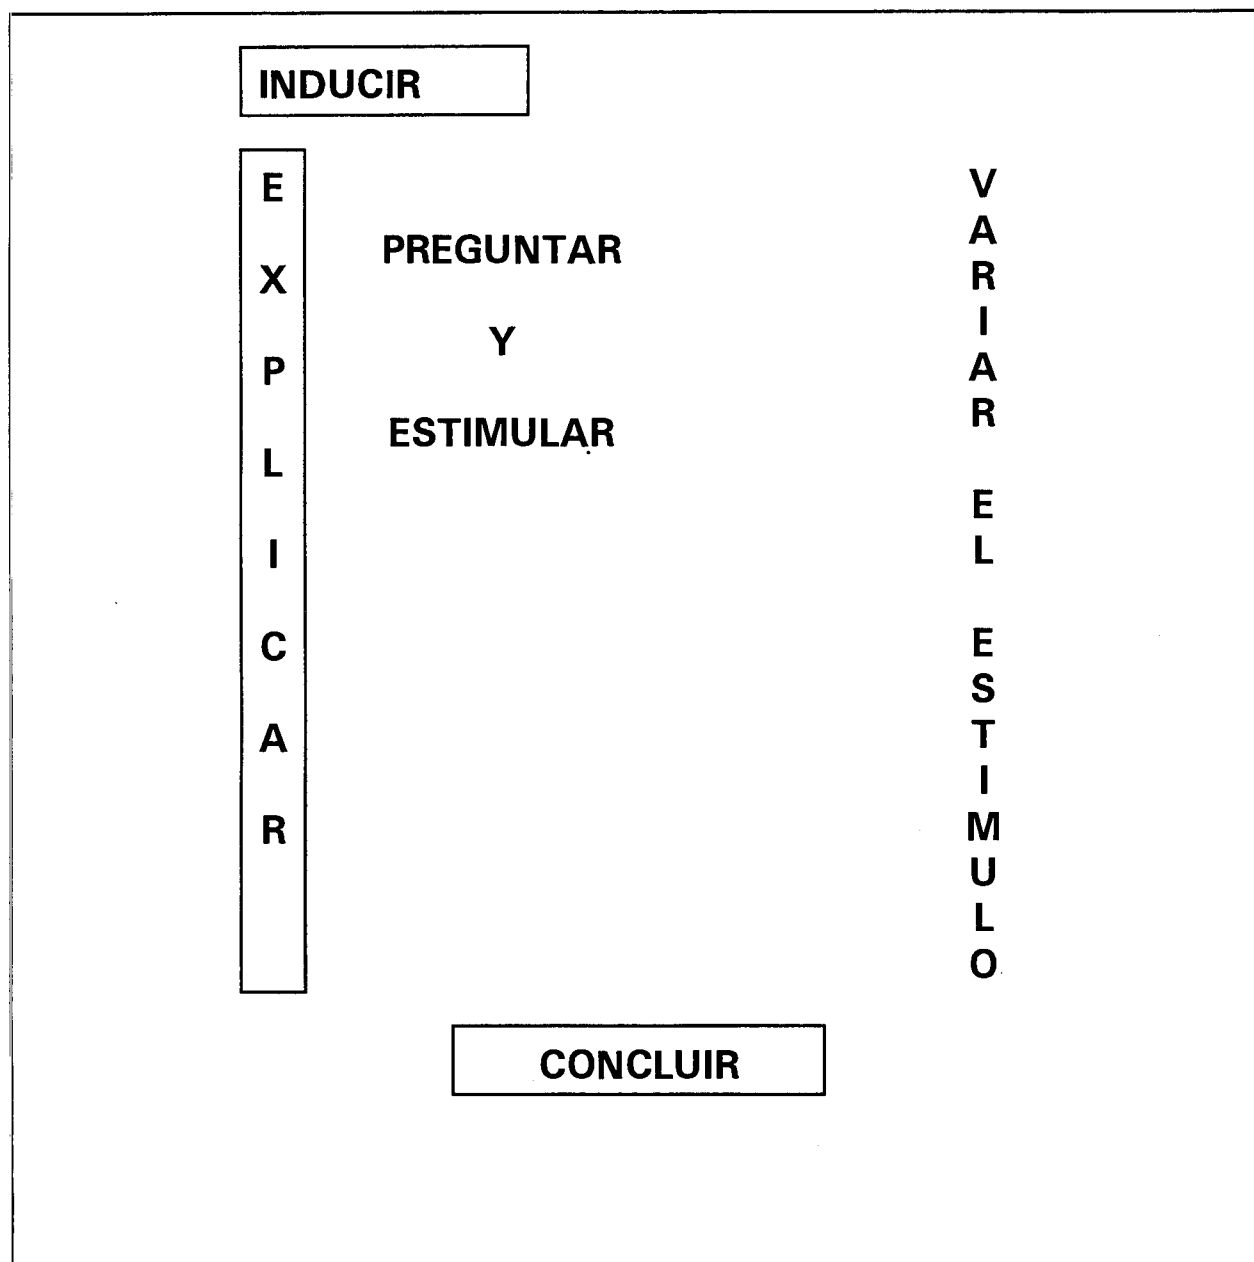 INDUCIR
EXPLICAR
PREGUNTAR
Y
ESTIMULAR
VARIAR EL ESTIMULO
CONCLUIR